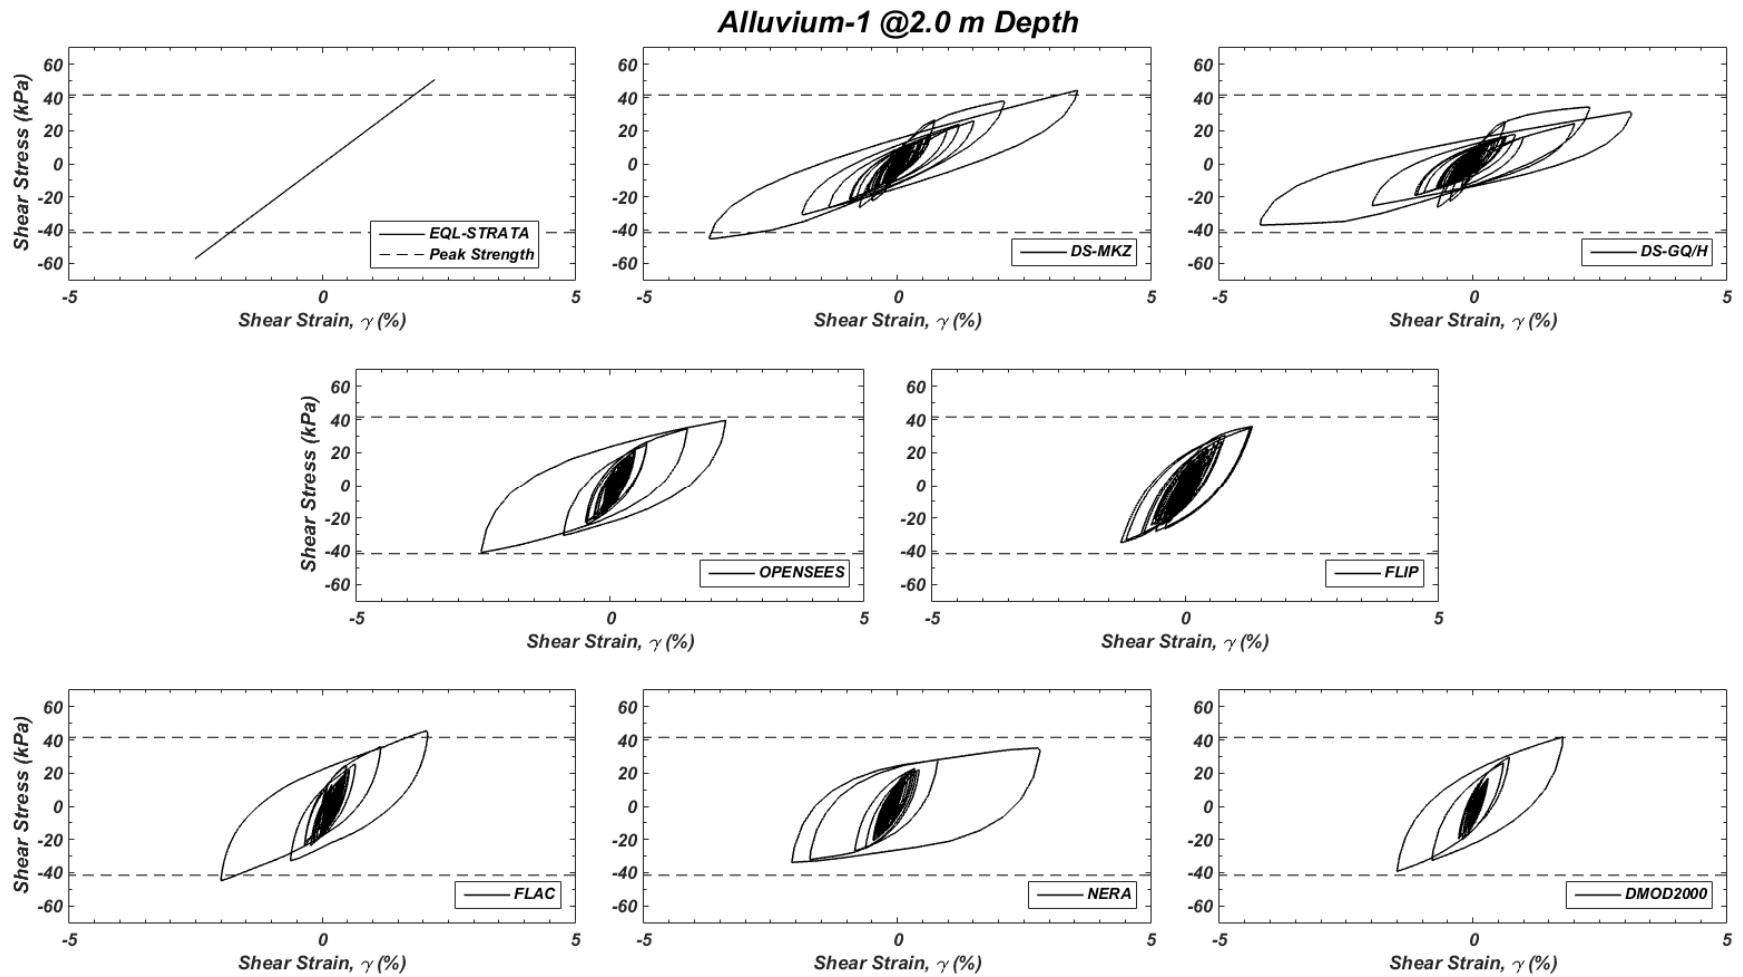 Alluvium-1 @2.0 m Depth
Shear Stress (kPa)
60
40
20
0
-20
-40
-60
EQL-STRATA
Peak Strength
-5 0 5
Shear Strain, γ (%)
60
40
20
0
-20
-40
-60
DS-MKZ
-5 0 5
Shear Strain, γ (%)
60
40
20
0
-20
-40
-60
DS-GQ/H
-5 0 5
Shear Strain, γ (%)
Shear Stress (kPa)
60
40
20
0
-20
-40
-60
OPENSEES
-5 0 5
Shear Strain, γ (%)
60
40
20
0
-20
-40
-60
FLIP
-5 0 5
Shear Strain, γ (%)
Shear Stress (kPa)
60
40
20
0
-20
-40
-60
FLAC
-5 0 5
Shear Strain, γ (%)
60
40
20
0
-20
-40
-60
NERA
-5 0 5
Shear Strain, γ (%)
60
40
20
0
-20
-40
-60
DMOD2000
-5 0 5
Shear Strain, γ (%)